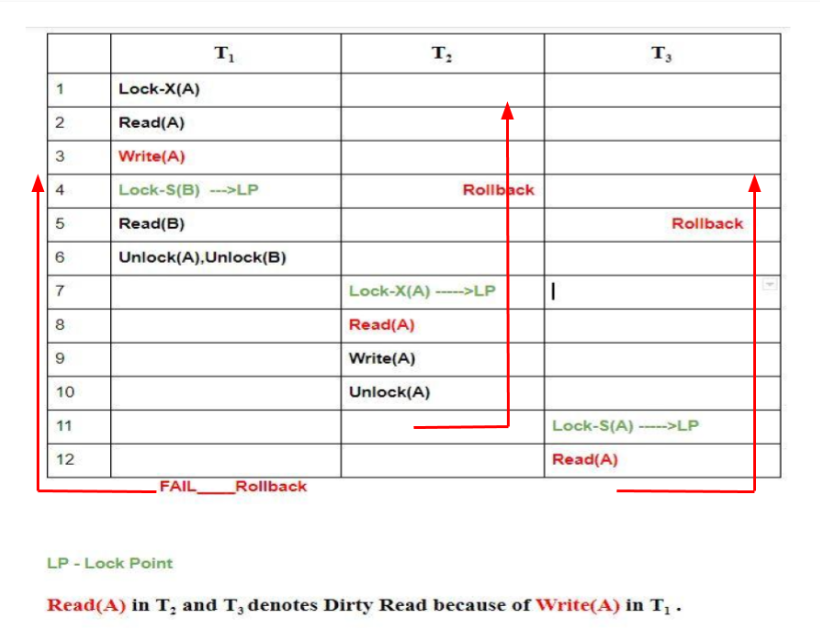 T₁ T₂ T₃
1 Lock-X(A)
2 Read(A)
3 Write(A)
4 Lock-S(B) --->LP Rollback
5 Read(B) Rollback
6 Unlock(A),Unlock(B)
7 Lock-X(A) ----->LP
8 Read(A)
9 Write(A)
10 Unlock(A)
11 Lock-S(A) ----->LP
12 Read(A)
FAIL____Rollback
LP - Lock Point
Read(A) in T₂ and T₃ denotes Dirty Read because of Write(A) in T₁ .